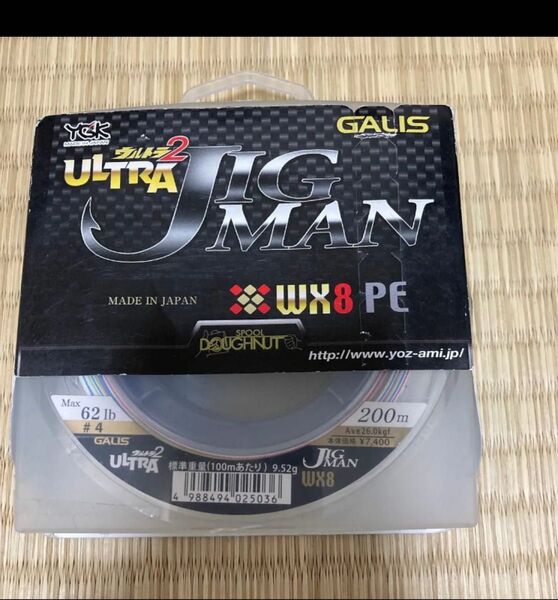 YGK
MADE IN JAPAN
GALIS
ウルトラ2
ULTRA
JIG
MAN
MADE IN JAPAN
WX8 PE
SPOOL
DOUGHNUT
http://www.yoz-ami.jp/
Max
62 lb
#4
200m
Ave26.0kgf
本体価格 ¥7,400
GALIS
ウルトラ2
ULTRA
標準重量(100mあたり) 9.52g
JIG
MAN
WX8
4 988494 025036